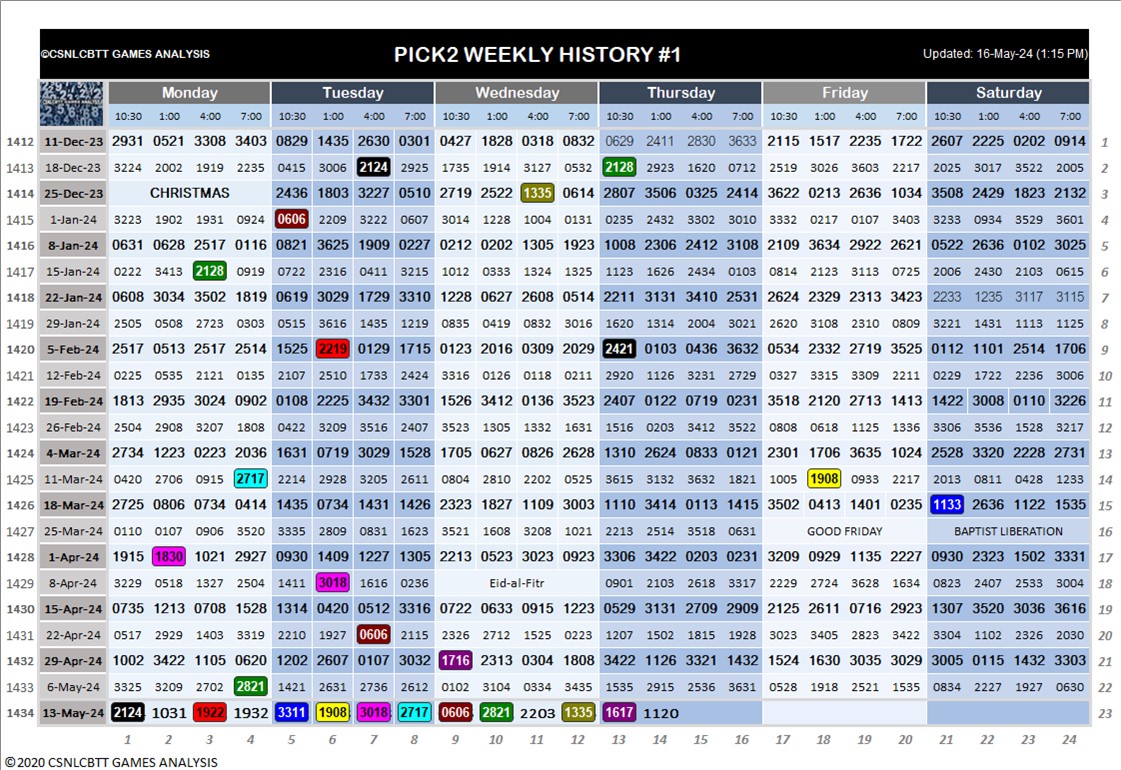 ©CSNLCBTT GAMES ANALYSIS PICK2 WEEKLY HISTORY #1 Updated: 16-May-24 (1:15 PM)
Monday Tuesday Wednesday Thursday Friday Saturday
10:30 1:00 4:00 7:00 10:30 1:00 4:00 7:00 10:30 1:00 4:00 7:00 10:30 1:00 4:00 7:00 10:30 1:00 4:00 7:00 10:30 1:00 4:00 7:00
1412 11-Dec-23 2931 0521 3308 3403 0829 1435 2630 0301 0427 1828 0318 0832 0629 2411 2830 3633 2115 1517 2235 1722 2607 2225 0202 0914 1
1413 18-Dec-23 3224 2002 1919 2235 0415 3006 2124 2925 1735 1914 3127 0532 2128 2923 1620 0712 2519 3026 3603 2217 2025 3017 3522 2005 2
1414 25-Dec-23 CHRISTMAS 2436 1803 3227 0510 2719 2522 1335 0614 2807 3506 0325 2414 3622 0213 2636 1034 3508 2429 1823 2132 3
1415 1-Jan-24 3223 1902 1931 0924 0606 2209 3222 0607 3014 1228 1004 0131 0235 2432 3302 0210 3332 0217 0107 3403 3233 0934 3529 3601 4
1416 8-Jan-24 0631 0628 2517 0116 0821 3625 1909 0227 0212 0202 1305 1923 1008 2306 2412 3108 2109 3634 2922 2621 0522 2636 0102 3025 5
1417 15-Jan-24 0222 3413 2128 0919 0722 2316 0411 3215 1012 0333 1324 1325 1123 1626 2434 0103 0814 2123 3113 0725 2006 2430 2103 0615 6
1418 22-Jan-24 0608 3034 3502 1819 0619 3029 1729 3310 1228 0627 2608 0514 2211 3131 3410 2531 2624 2329 2313 3423 2233 1235 3117 3115 7
1419 29-Jan-24 2505 0508 2723 0303 0515 3616 1435 1219 0835 0419 0832 3016 1620 1314 2004 3021 2620 3108 2310 0809 3221 1431 1113 1125 8
1420 5-Feb-24 2517 0513 2517 2514 1525 2219 0129 1715 0123 2016 0309 2029 2421 0103 0436 3632 0534 2332 2719 3525 0112 1101 2514 1706 9
1421 12-Feb-24 0225 0535 2121 0135 2107 2510 1733 2424 3316 0126 0118 0211 2920 1126 3231 2729 0327 3315 3309 2211 0229 1722 2236 3006 10
1422 19-Feb-24 1813 2935 3024 0902 0108 2225 3432 3301 1526 3412 0136 3523 2407 0122 0719 0231 3518 2120 2713 1413 1422 3008 0110 3226 11
1423 26-Feb-24 2504 2908 3207 1808 0422 3209 3516 2407 3523 1305 1332 1631 1516 0203 3412 3522 0808 0618 1125 1336 3306 3536 1528 3217 12
1424 4-Mar-24 2734 1223 0223 2036 1631 0719 3029 1528 1705 0627 0826 2628 1310 2624 0833 0121 2301 1706 3635 1024 2528 3320 2228 2731 13
1425 11-Mar-24 0420 2706 0915 2717 2214 2928 3205 2611 0804 2810 2202 0525 3615 3132 3632 1821 1005 1908 0933 2217 2013 0811 0428 1233 14
1426 18-Mar-24 2725 0806 0734 0414 1435 0734 1431 1426 2323 1827 1109 3003 1110 3414 0113 1415 3502 0413 1401 0235 1133 2636 1122 1535 15
1427 25-Mar-24 0110 0107 0906 3520 3335 2809 0831 1623 3521 1608 3208 1021 2213 2514 3518 0631 GOOD FRIDAY BAPTIST LIBERATION 16
1428 1-Apr-24 1915 1830 1021 2927 0930 1409 1227 1305 2213 0523 3023 0923 3306 3422 0203 0231 3209 0929 1135 2227 0930 2323 1502 3331 17
1429 8-Apr-24 3229 0518 1327 2504 1411 3018 1616 0236 Eid-al-Fitr 0901 2103 2618 3317 2229 2724 3628 1634 0823 2407 2533 3004 18
1430 15-Apr-24 0735 1213 0708 1528 1314 0420 0512 3316 0722 0633 0915 1223 0529 3131 2709 2909 2125 2611 0716 2923 1307 3520 3036 3616 19
1431 22-Apr-24 0517 2929 1403 3319 2210 1927 0606 2115 2326 2712 1525 0223 1207 1502 1815 1928 3023 3405 2823 3422 3304 1102 2326 2030 20
1432 29-Apr-24 1002 3422 1105 0620 1202 2607 0107 3032 1716 2313 0304 1808 3422 1126 3321 1432 1524 1630 3035 3029 3005 0115 1432 3303 21
1433 6-May-24 3325 3209 2702 2821 1421 2631 2736 2612 0102 3104 0334 3435 1535 2915 2536 3631 0528 1918 2521 1535 0834 2227 1927 0630 22
1434 13-May-24 2124 1031 1922 1932 3311 1908 3018 2717 0606 2821 2203 1335 1617 1120 23
1 2 3 4 5 6 7 8 9 10 11 12 13 14 15 16 17 18 19 20 21 22 23 24
©2020 CSNLCBTT GAMES ANALYSIS